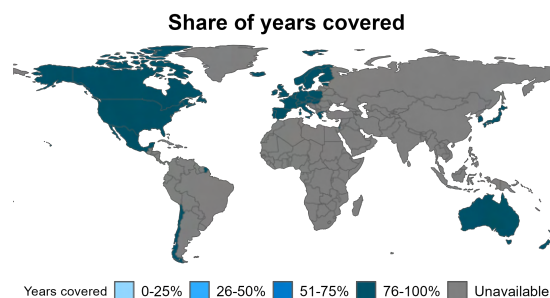 Share of years covered
Years covered 0-25% 26-50% 51-75% 76-100% Unavailable